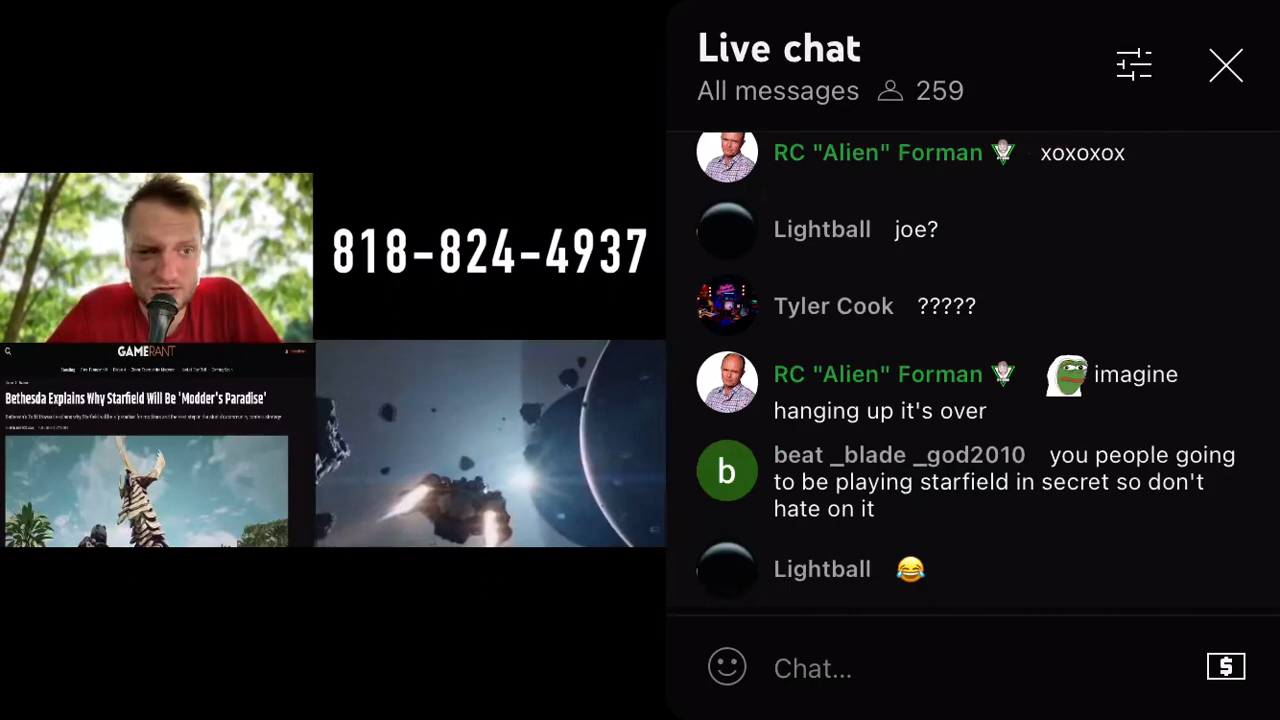 Live chat
All messages 259
RC "Alien" Forman xoxoxox
Lightball joe?
Tyler Cook ?????
RC "Alien" Forman imagine
hanging up it's over
beat _blade _god2010 you people going
to be playing starfield in secret so don't
hate on it
Lightball 😂
Chat...
$
b
818-824-4937
GAMERANT
Bethesda Explains Why Starfield Will Be 'Modder's Paradise'